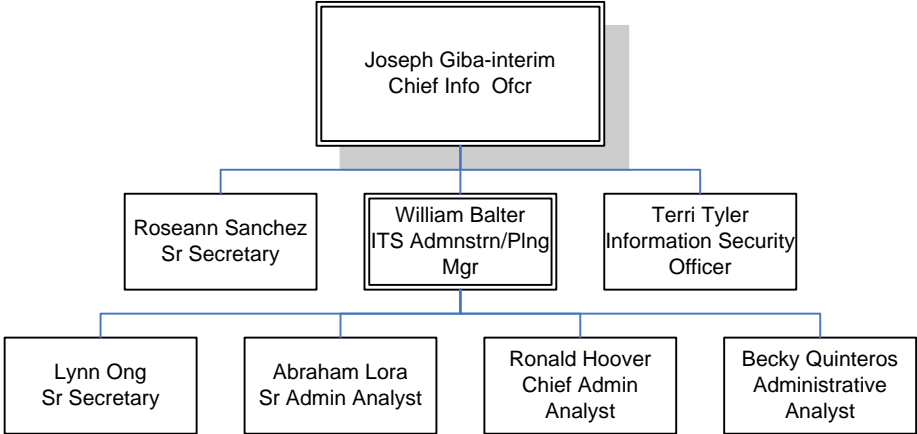 Joseph Giba-interim
Chief Info Ofcr
Roseann Sanchez
Sr Secretary
William Balter
ITS Admnstrn/Plng
Mgr
Terri Tyler
Information Security
Officer
Lynn Ong
Sr Secretary
Abraham Lora
Sr Admin Analyst
Ronald Hoover
Chief Admin
Analyst
Becky Quinteros
Administrative
Analyst